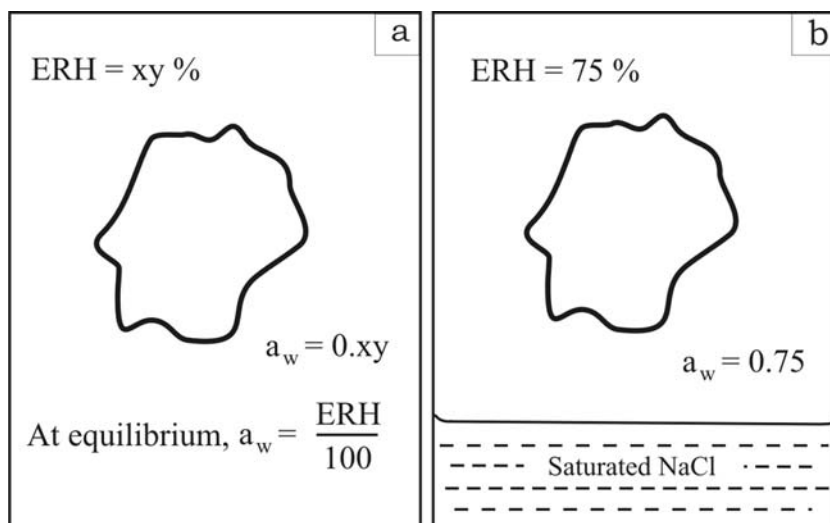 a
ERH = xy %
a_w = 0.xy
At equilibrium, a_w = ERH
100
b
ERH = 75 %
a_w = 0.75
Saturated NaCl